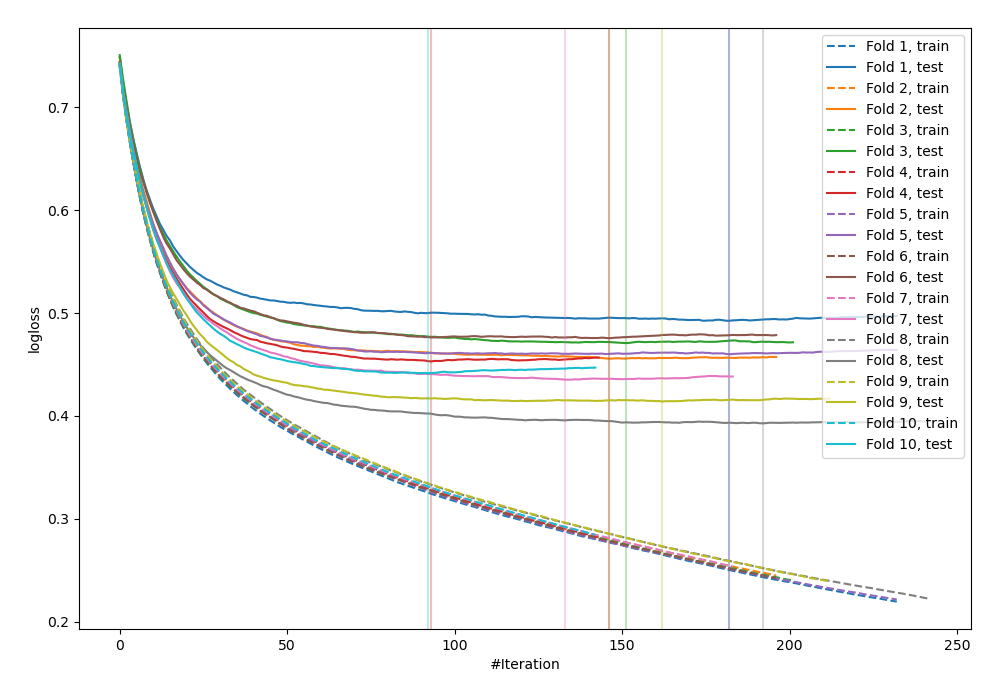 0.7
0.6
0.5
0.4
0.3
0.2
logloss
0
50
100
150
200
250
#Iteration
Fold 1, train
Fold 1, test
Fold 2, train
Fold 2, test
Fold 3, train
Fold 3, test
Fold 4, train
Fold 4, test
Fold 5, train
Fold 5, test
Fold 6, train
Fold 6, test
Fold 7, train
Fold 7, test
Fold 8, train
Fold 8, test
Fold 9, train
Fold 9, test
Fold 10, train
Fold 10, test